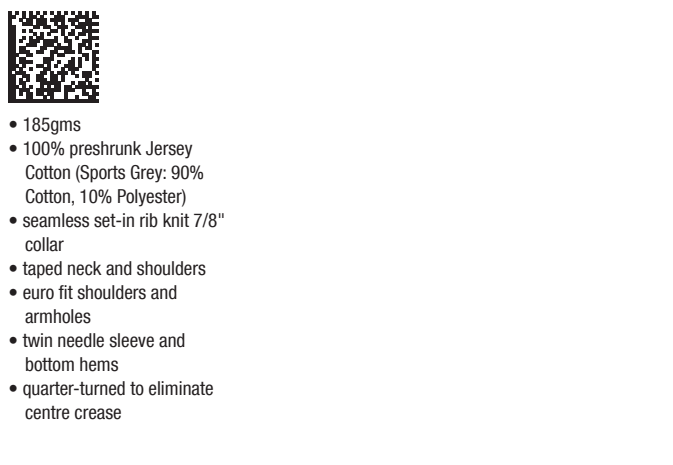 • 185gms
• 100% preshrunk Jersey
Cotton (Sports Grey: 90%
Cotton, 10% Polyester)
• seamless set-in rib knit 7/8"
collar
• taped neck and shoulders
• euro fit shoulders and
armholes
• twin needle sleeve and
bottom hems
• quarter-turned to eliminate
centre crease